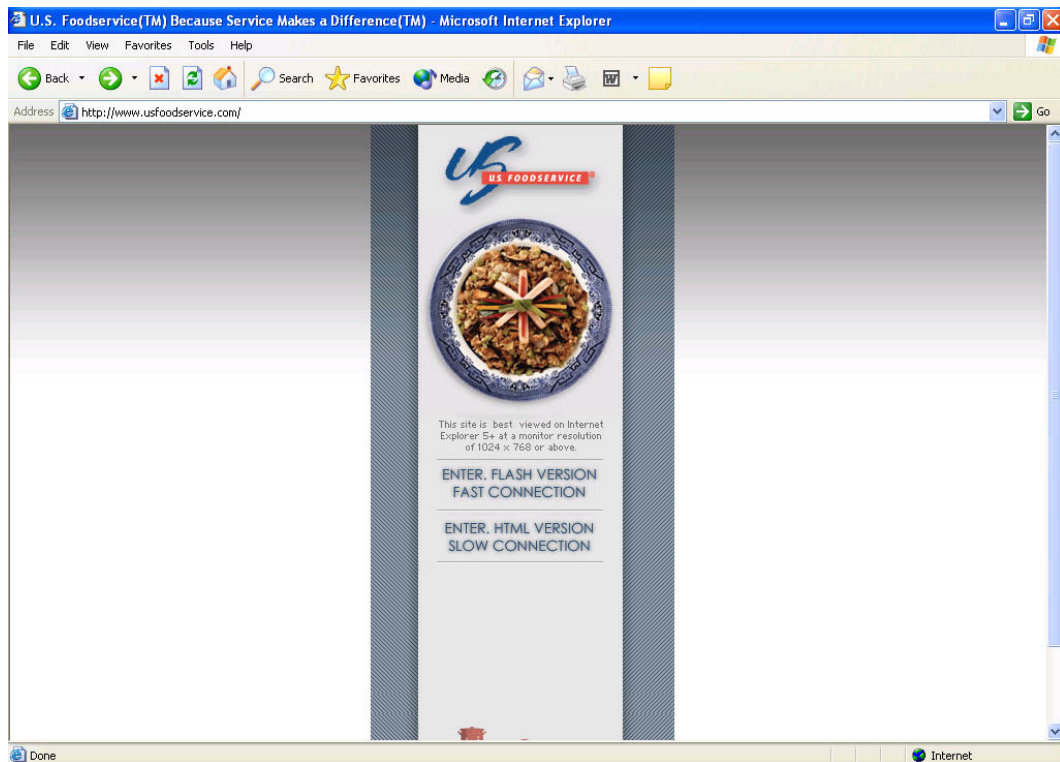 U.S. Foodservice(TM) Because Service Makes a Difference(TM) - Microsoft Internet Explorer
File Edit View Favorites Tools Help
Back Search Favorites Media
Address http://www.usfoodservice.com/ Go
US
US FOODSERVICE®
This site is best viewed on Internet
Explorer 5+ at a monitor resolution
of 1024 x 768 or above.
ENTER. FLASH VERSION
FAST CONNECTION
ENTER. HTML VERSION
SLOW CONNECTION
Done Internet